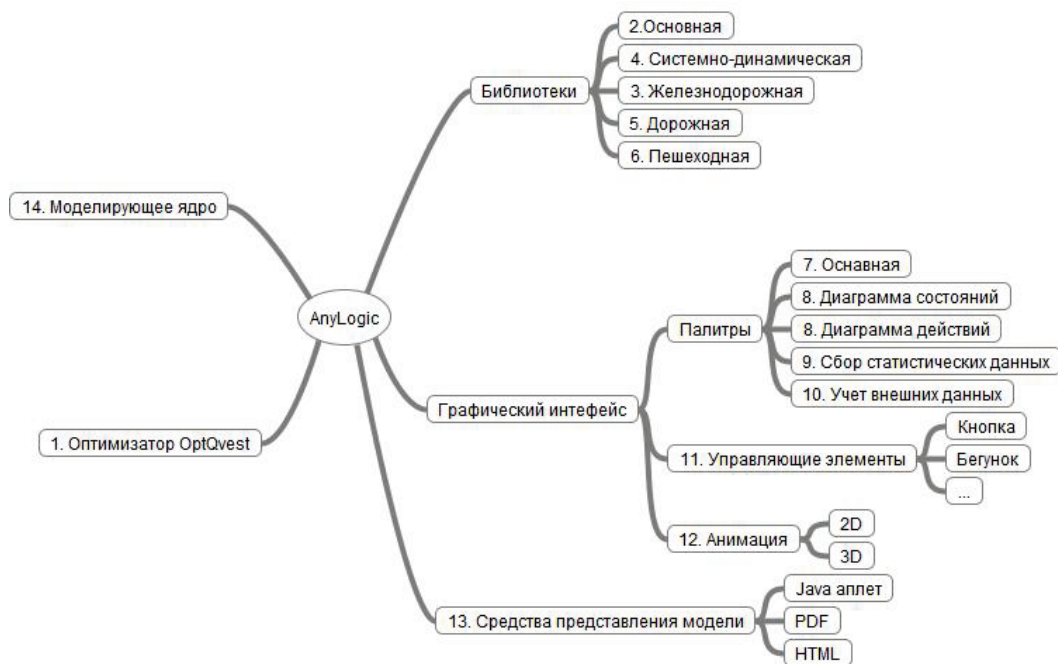 2.Основная
4. Системно-динамическая
Библиотеки
3. Железнодорожная
5. Дорожная
6. Пешеходная
14. Моделирующее ядро
7. Оснавная
8. Диаграмма состояний
AnyLogic
Палитры
8. Диаграмма действий
9. Сбор статистических данных
10. Учет внешних данных
Графический интефейс
Кнопка
1. Оптимизатор OptQvest
11. Управляющие элементы
Бегунок
...
2D
12. Анимация
3D
Java аплет
13. Средства представления модели
PDF
HTML